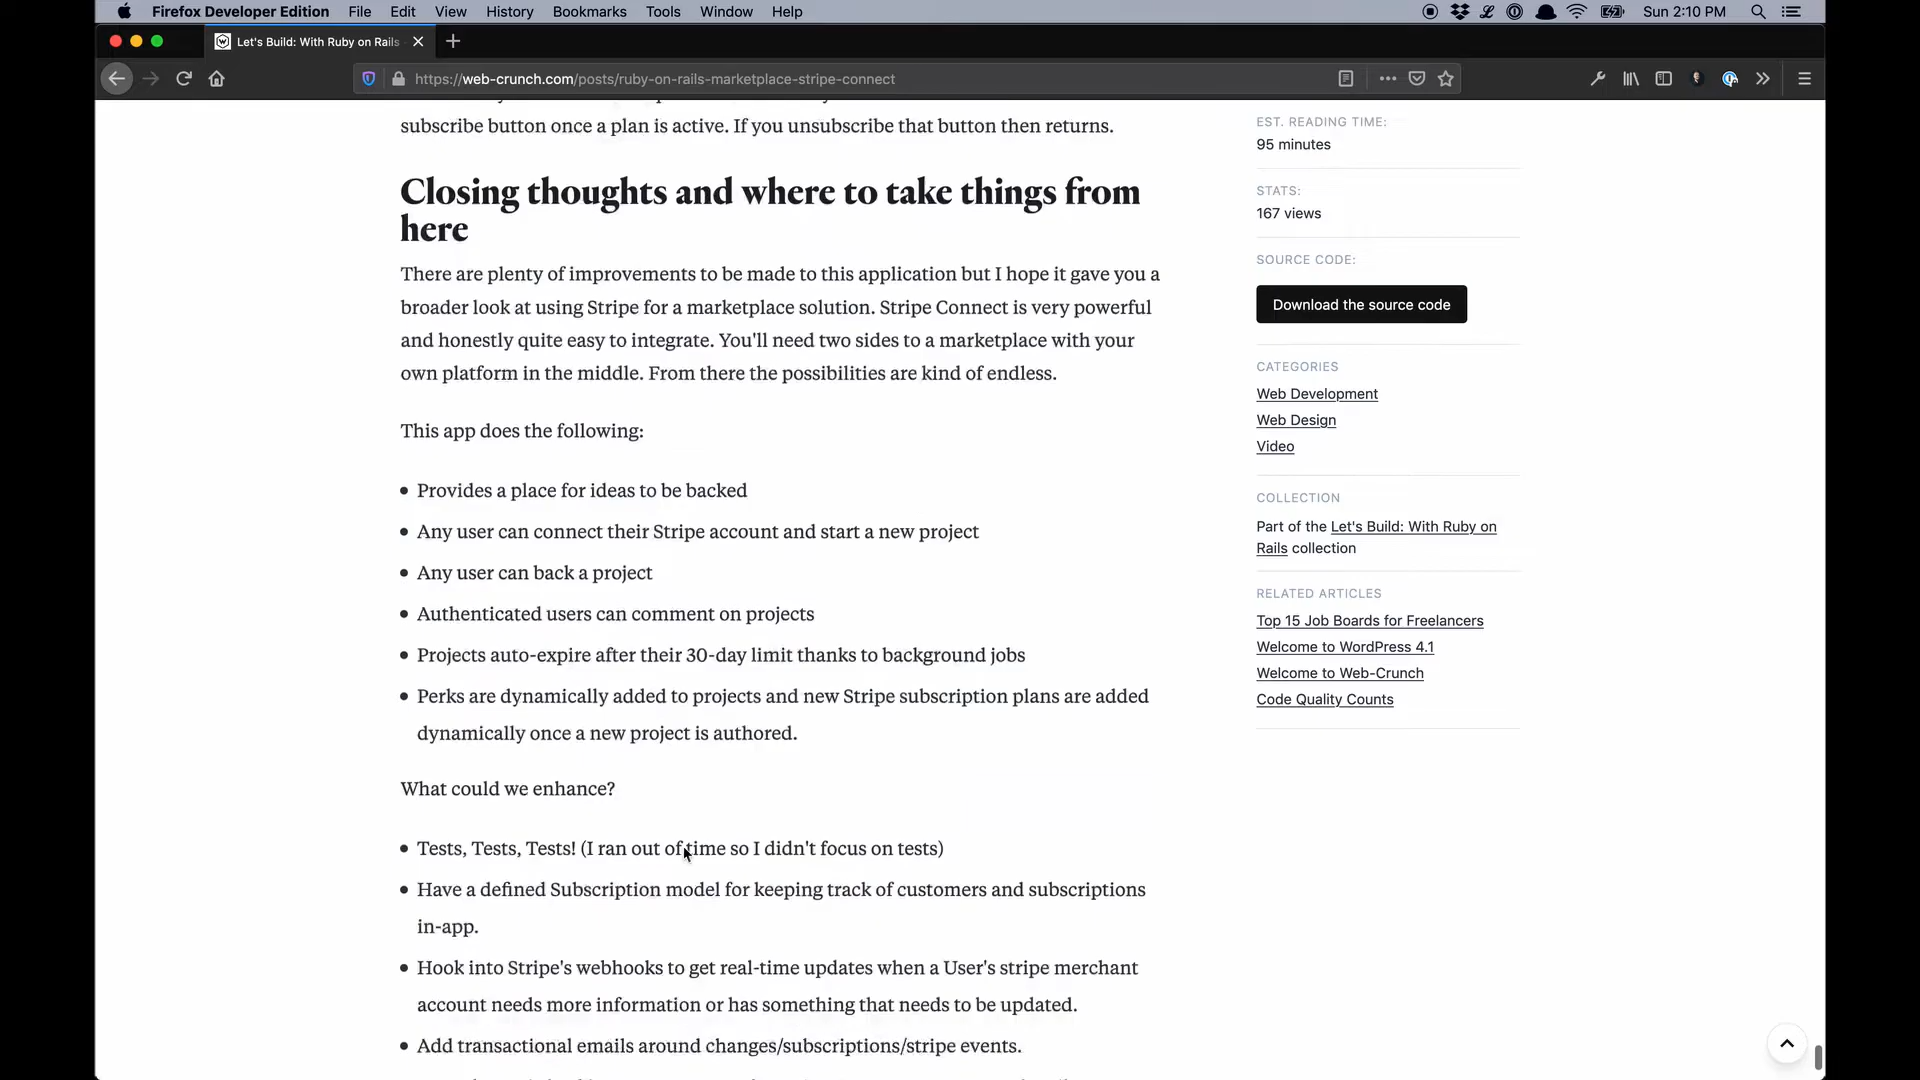 Firefox Developer Edition File Edit View History Bookmarks Tools Window Help Sun 2:10 PM
Let's Build: With Ruby on Rails
https://web-crunch.com/posts/ruby-on-rails-marketplace-stripe-connect
subscribe button once a plan is active. If you unsubscribe that button then returns.
Closing thoughts and where to take things from
here
There are plenty of improvements to be made to this application but I hope it gave you a
broader look at using Stripe for a marketplace solution. Stripe Connect is very powerful
and honestly quite easy to integrate. You'll need two sides to a marketplace with your
own platform in the middle. From there the possibilities are kind of endless.
This app does the following:
• Provides a place for ideas to be backed
• Any user can connect their Stripe account and start a new project
• Any user can back a project
• Authenticated users can comment on projects
• Projects auto-expire after their 30-day limit thanks to background jobs
• Perks are dynamically added to projects and new Stripe subscription plans are added
dynamically once a new project is authored.
What could we enhance?
• Tests, Tests, Tests! (I ran out of time so I didn't focus on tests)
• Have a defined Subscription model for keeping track of customers and subscriptions
in-app.
• Hook into Stripe's webhooks to get real-time updates when a User's stripe merchant
account needs more information or has something that needs to be updated.
• Add transactional emails around changes/subscriptions/stripe events.
EST. READING TIME:
95 minutes
STATS:
167 views
SOURCE CODE:
Download the source code
CATEGORIES
Web Development
Web Design
Video
COLLECTION
Part of the Let's Build: With Ruby on
Rails collection
RELATED ARTICLES
Top 15 Job Boards for Freelancers
Welcome to WordPress 4.1
Welcome to Web-Crunch
Code Quality Counts